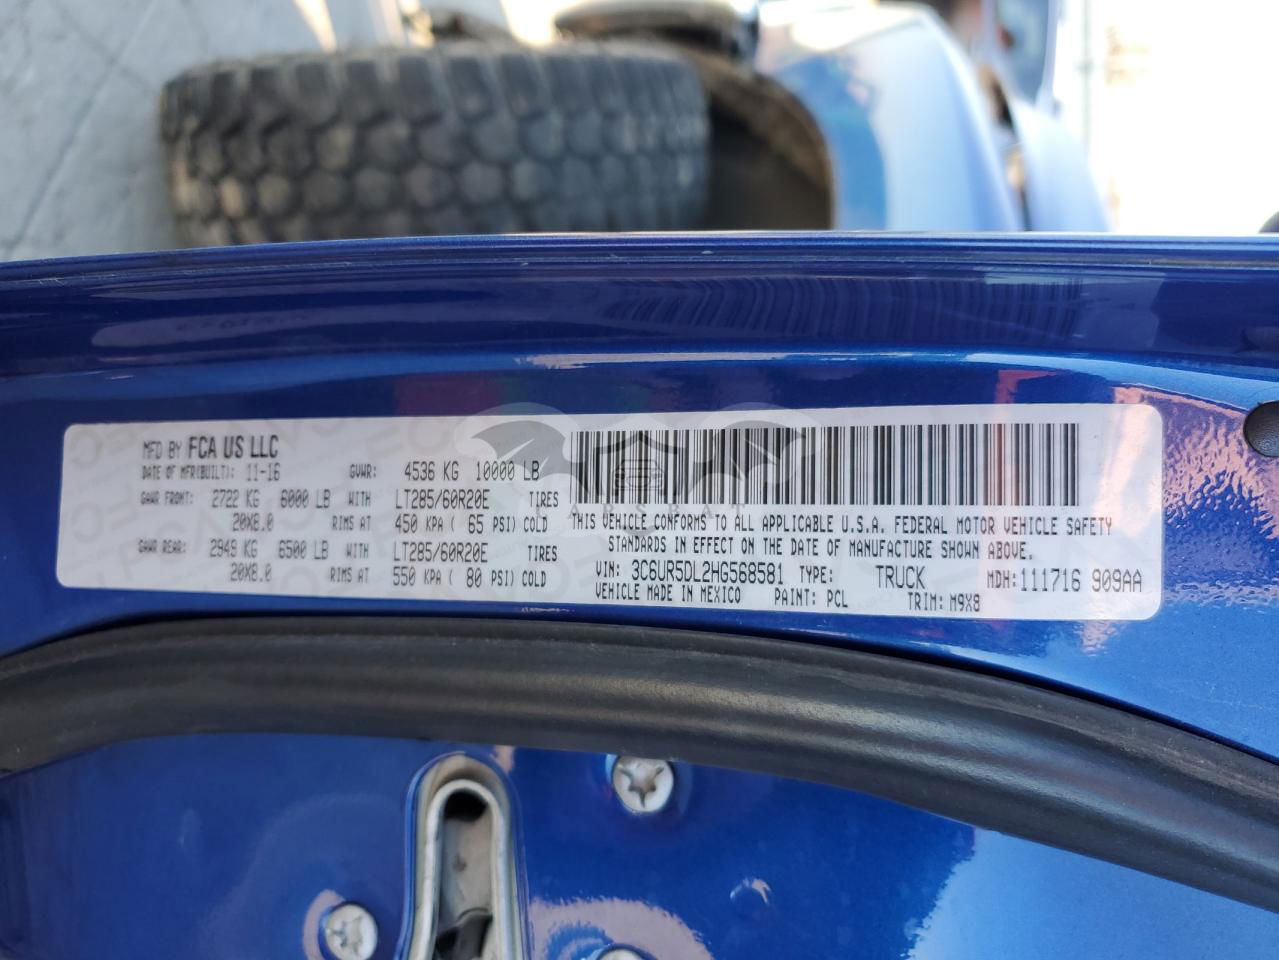 MFD BY FCA US LLC
DATE OF MFR(BUILT): 11-16 GVWR: 4536 KG 10000 LB
GAWR FRONT: 2722 KG 6000 LB WITH LT285/60R20E TIRES
20X8.0 RIMS AT 450 KPA ( 65 PSI) COLD
GAWR REAR: 2949 KG 6500 LB WITH LT285/60R20E TIRES
20X8.0 RIMS AT 550 KPA ( 80 PSI) COLD
CARSBAT
THIS VEHICLE CONFORMS TO ALL APPLICABLE U.S.A. FEDERAL MOTOR VEHICLE SAFETY
STANDARDS IN EFFECT ON THE DATE OF MANUFACTURE SHOWN ABOVE.
VIN: 3C6UR5DL2HG568581 TYPE: TRUCK MDH: 111716 909AA
VEHICLE MADE IN MEXICO PAINT: PCL TRIM: M9X8